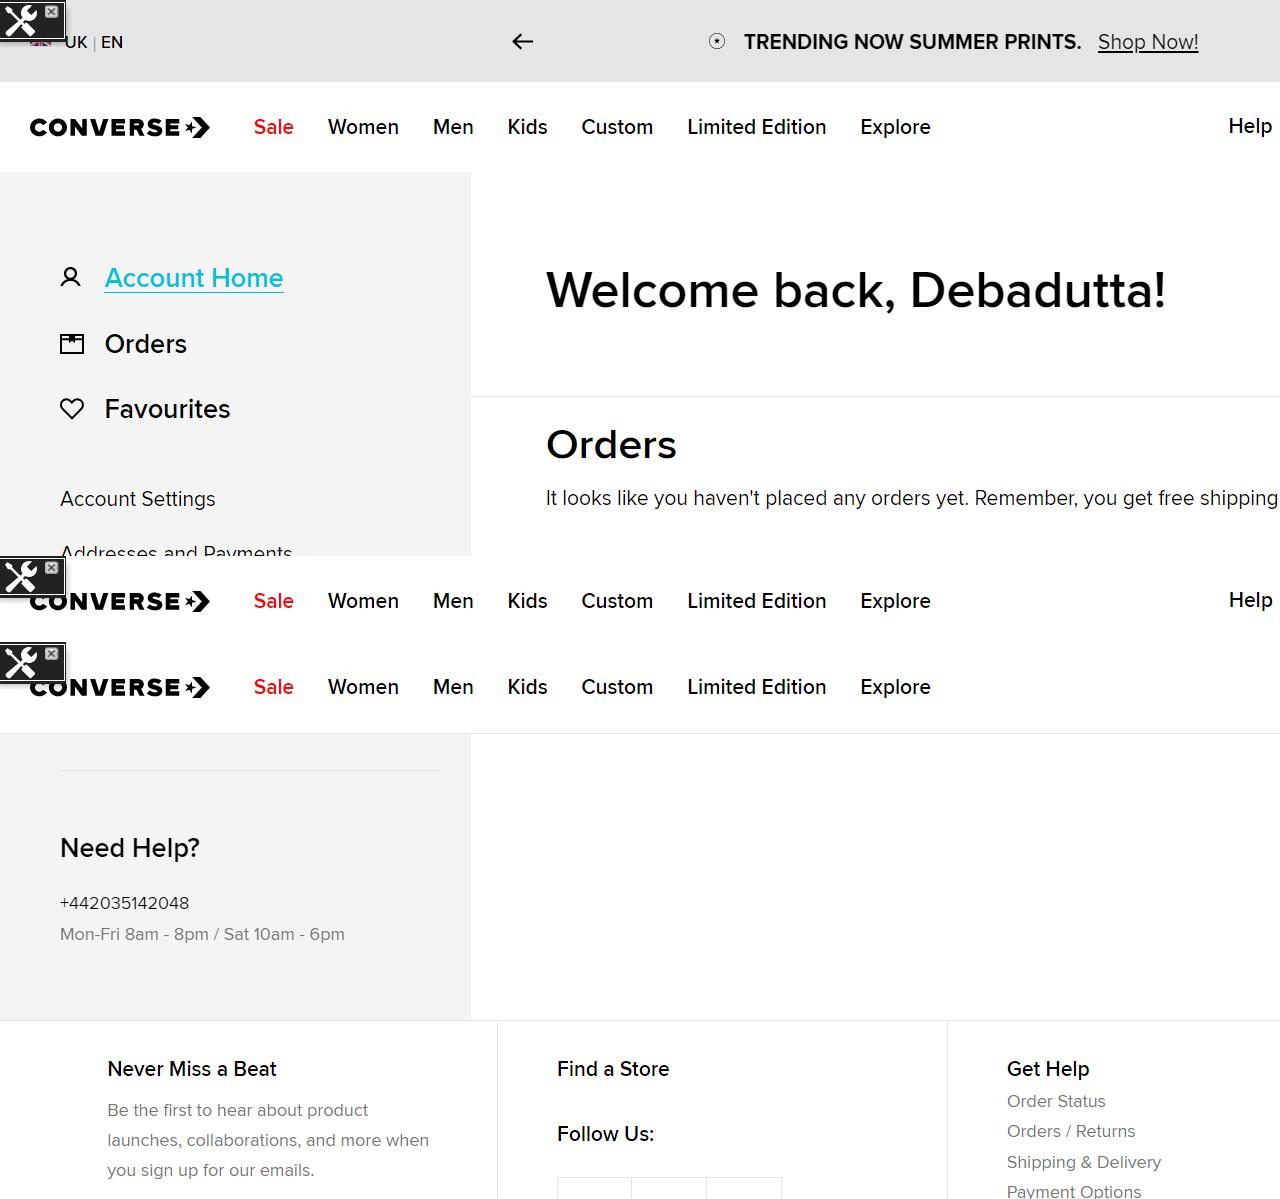 UK | EN
TRENDING NOW SUMMER PRINTS. Shop Now!
CONVERSE
Sale Women Men Kids Custom Limited Edition Explore Help
Account Home
Orders
Favourites
Account Settings
Addresses and Payments
Welcome back, Debadutta!
Orders
It looks like you haven't placed any orders yet. Remember, you get free shipping
CONVERSE
Sale Women Men Kids Custom Limited Edition Explore Help
CONVERSE
Sale Women Men Kids Custom Limited Edition Explore
Need Help?
+442035142048
Mon-Fri 8am - 8pm / Sat 10am - 6pm
Never Miss a Beat
Be the first to hear about product
launches, collaborations, and more when
you sign up for our emails.
Find a Store
Follow Us:
Get Help
Order Status
Orders / Returns
Shipping & Delivery
Payment Options